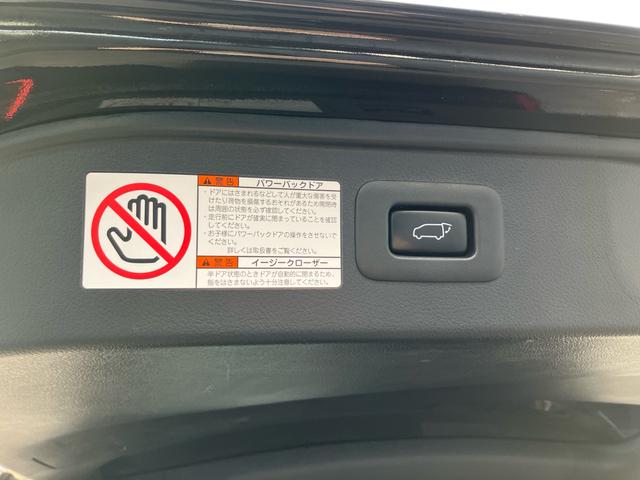 警告 パワーバックドア
・ドアにはさまれるなどして人が重大な傷害を受
けたり荷物を損傷するおそれがあるため開閉時
は周囲の状態を必ず確認してください。
・走行前にドアが確実に閉まっていることを確認
してください。
・お子様にパワーバックドアの操作をさせないで
ください。
詳しくは取扱書をご覧ください。
警告 イージークローザー
半ドア状態のときドアが自動的に閉まるため、
指をはさまないよう十分注意してください。